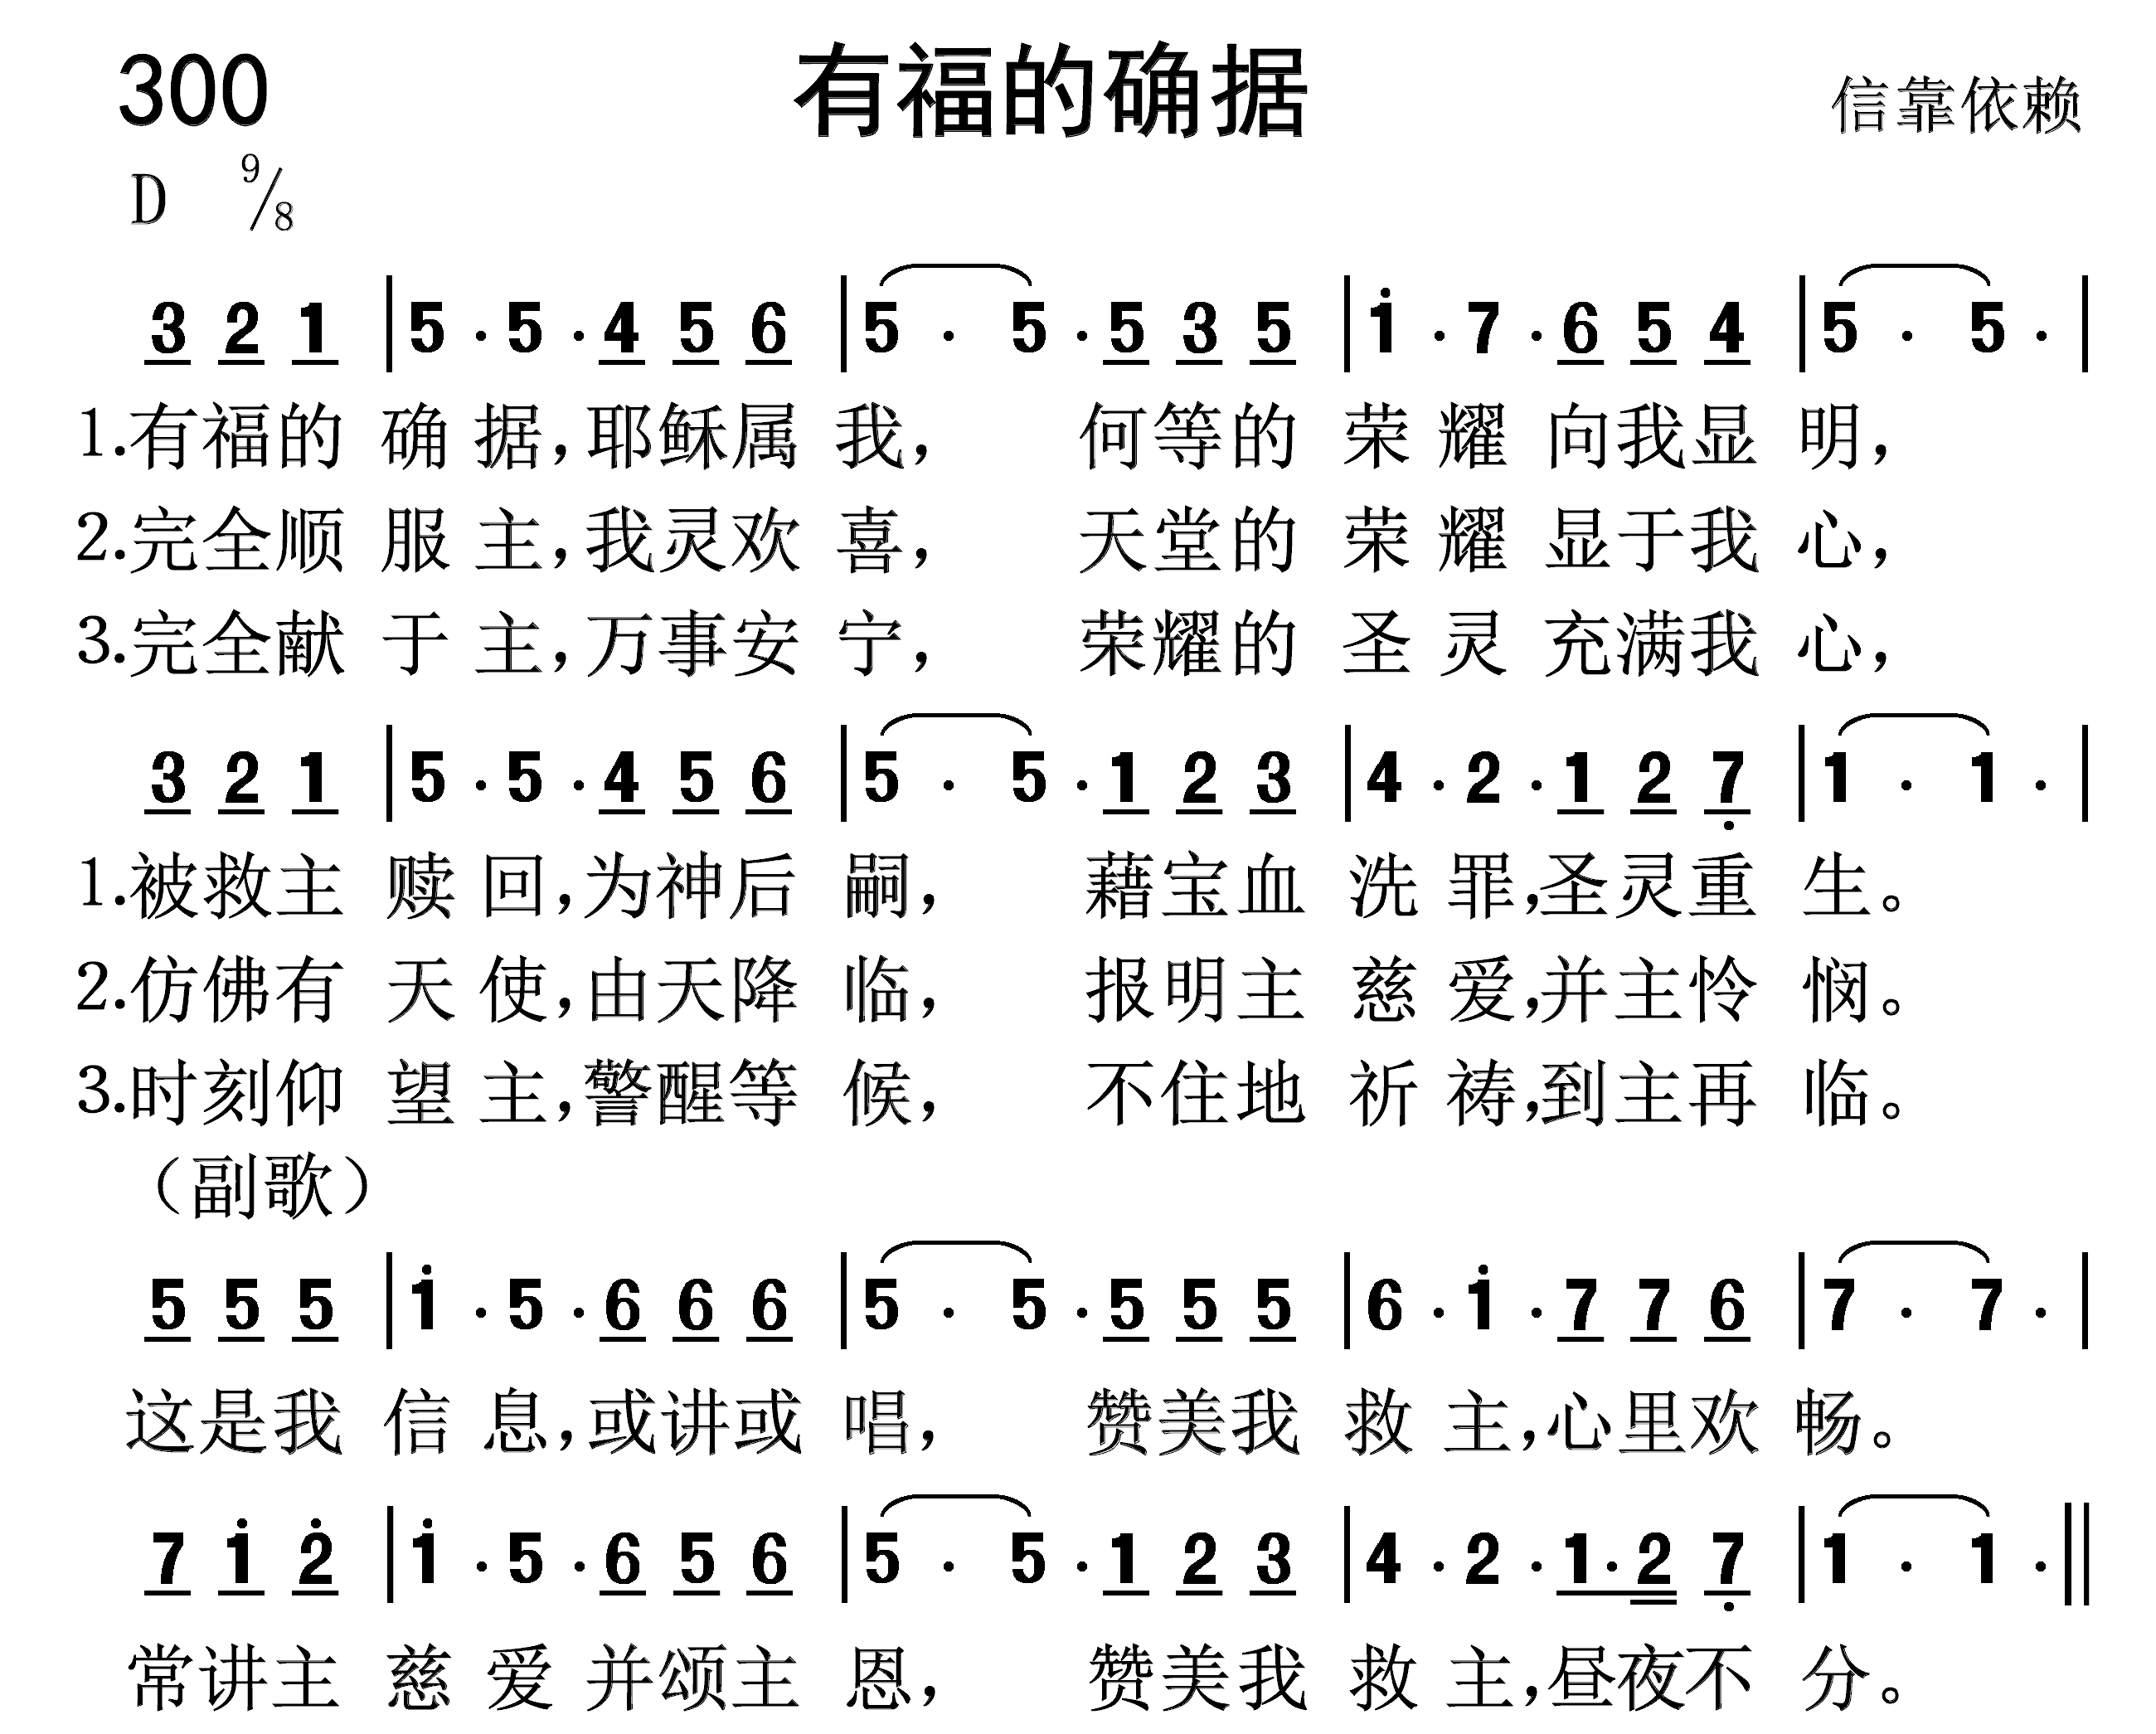 300 有福的确据 信靠依赖
D 9/8
3 2 1 | 5 · 5 · 4 5 6 | 5 · 5 · 5 3 5 | i · 7 · 6 5 4 | 5 · 5 · |
1.有福的 确 据,耶稣属 我, 何等的 荣 耀 向我显 明,
2.完全顺 服 主,我灵欢 喜, 天堂的 荣 耀 显于我 心,
3.完全献 于 主,万事安 宁, 荣耀的 圣 灵 充满我 心,
3 2 1 | 5 · 5 · 4 5 6 | 5 · 5 · 1 2 3 | 4 · 2 · 1 2 7̣ | 1 · 1 · |
1.被救主 赎 回,为神后 嗣, 藉宝血 洗 罪,圣灵重 生。
2.仿佛有 天 使,由天降 临, 报明主 慈 爱,并主怜 悯。
3.时刻仰 望 主,警醒等 候, 不住地 祈 祷,到主再 临。
（副歌）
5 5 5 | i · 5 · 6 6 6 | 5 · 5 · 5 5 5 | 6 · i · 7 7 6 | 7 · 7 · |
这是我 信 息,或讲或 唱, 赞美我 救 主,心里欢 畅。
7 i 2̇ | i · 5 · 6 5 6 | 5 · 5 · 1 2 3 | 4 · 2 · 1 · 2 7̣ | 1 · 1 · ||
常讲主 慈 爱 并颂主 恩, 赞美我 救 主,昼夜不 分。